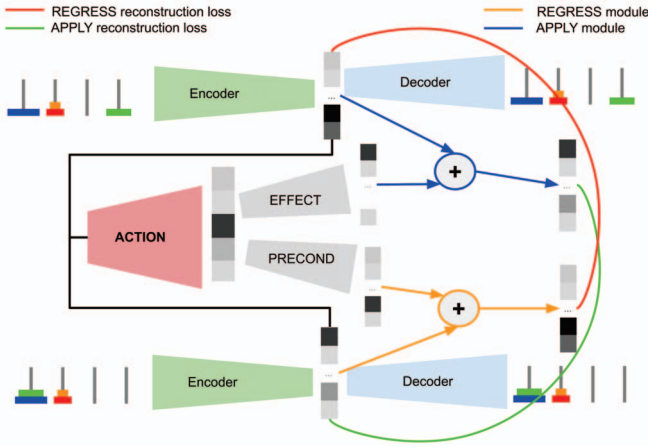 REGRESS reconstruction loss
APPLY reconstruction loss
REGRESS module
APPLY module
Encoder
Decoder
...
+
...
...
EFFECT
ACTION
PRECOND
...
+
...
...
Encoder
Decoder